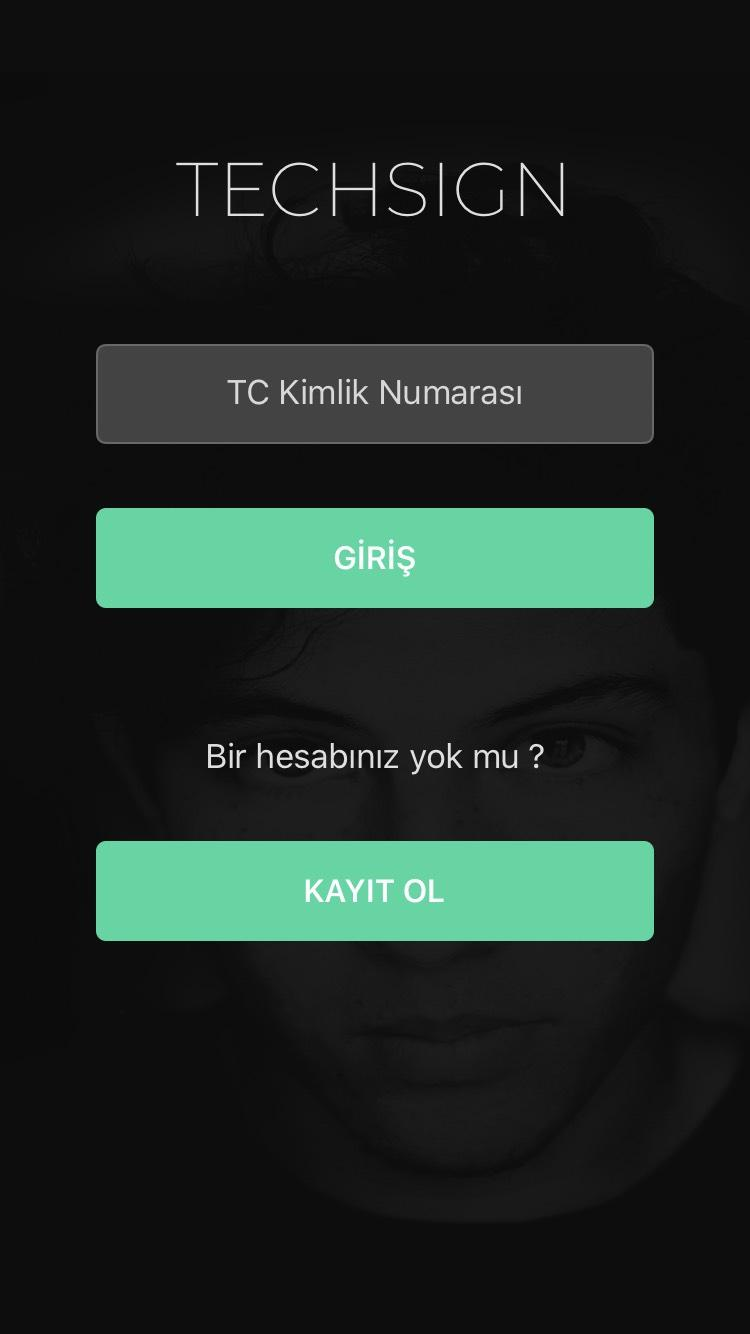 TECHSIGN
TC Kimlik Numarası
GİRİŞ
Bir hesabınız yok mu ?
KAYIT OL